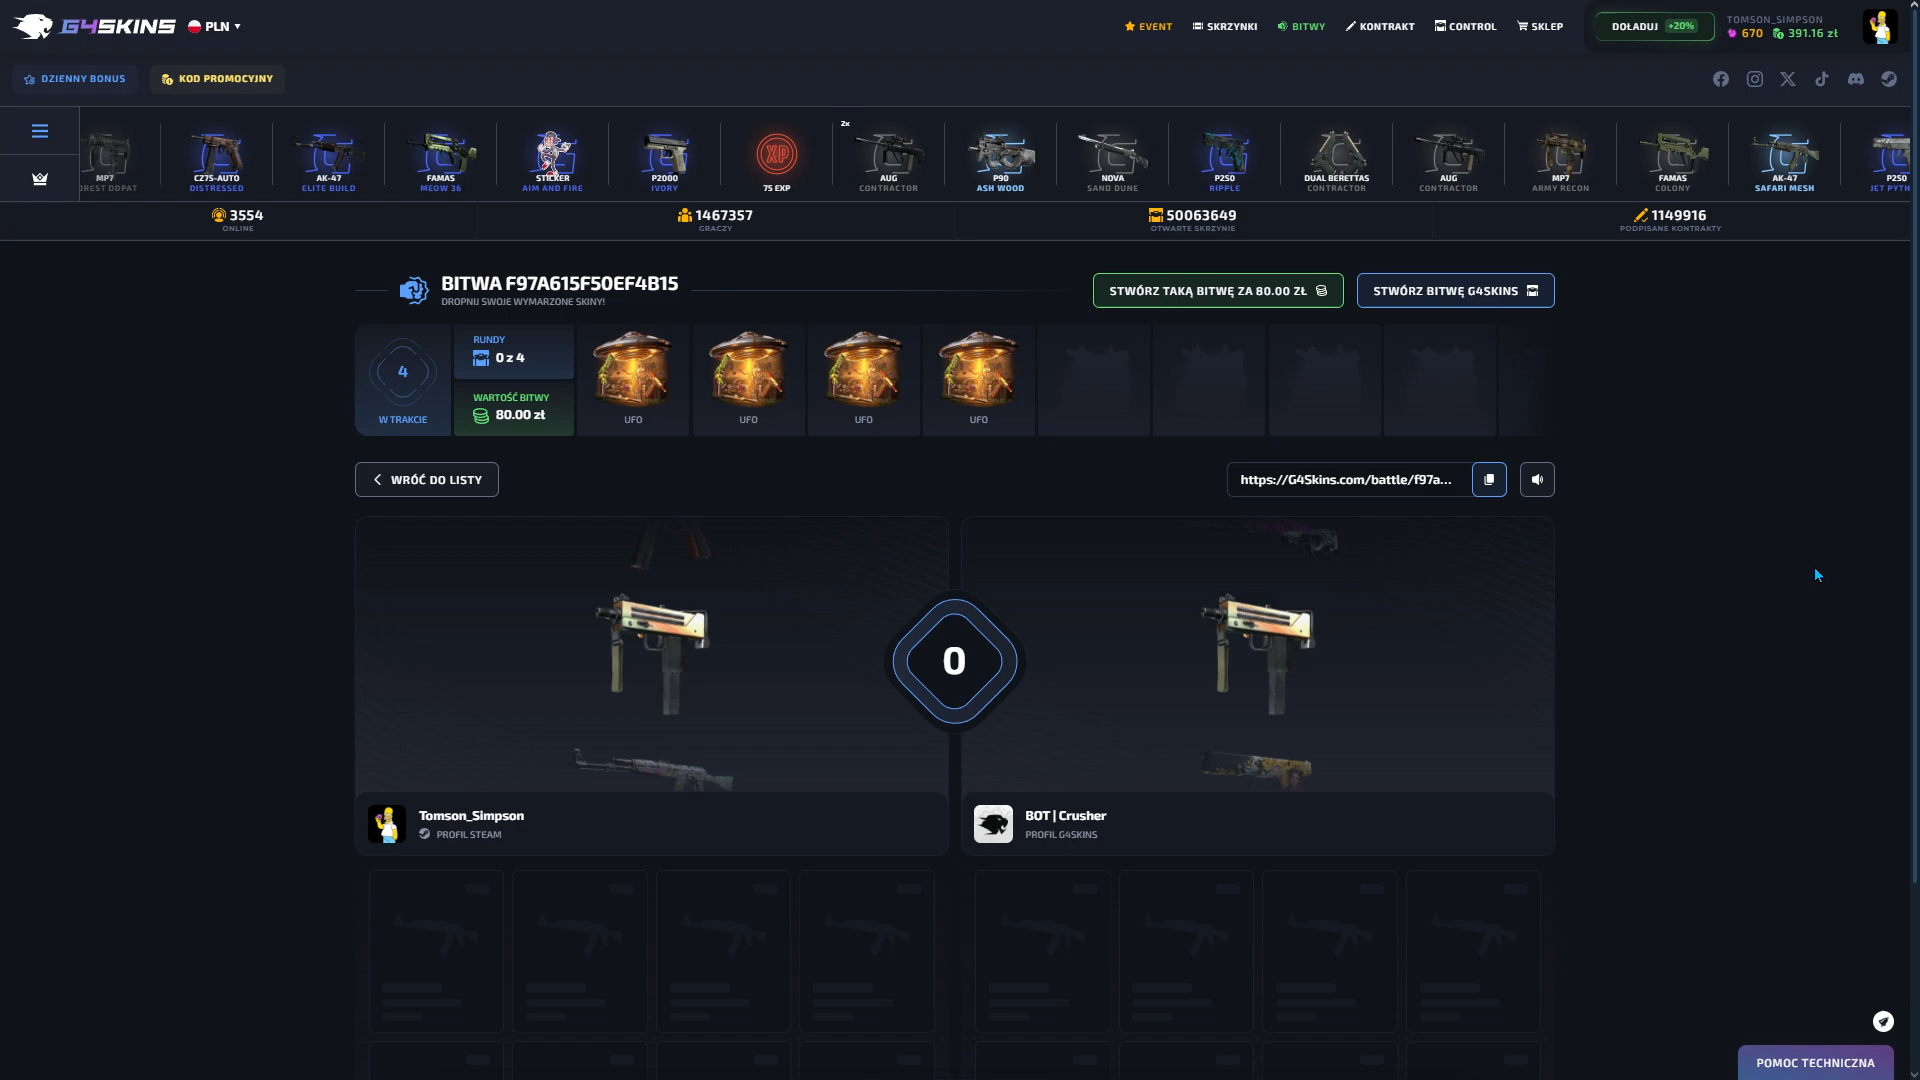 G4SKINS
PLN
EVENT
SKRZYNKI
BITWY
KONTRAKT
CONTROL
SKLEP
DOŁADUJ +20%
TOMSON_SIMPSON
670 391.16 zł
DZIENNY BONUS
KOD PROMOCYJNY
MP7
CZ75-AUTO
DISTRESSED
AK-47
ELITE BUILD
FAMAS
MEOW 36
STICKER
AIM AND FIRE
P2000
IVORY
XP
75 EXP
2x
AUG
CONTRACTOR
P90
ASH WOOD
NOVA
SAND DUNE
P250
RIPPLE
DUAL BERETTAS
CONTRACTOR
AUG
CONTRACTOR
MP7
ARMY RECON
FAMAS
COLONY
AK-47
SAFARI MESH
P250
JET PYTH
3554
ONLINE
1467357
GRACZY
50063649
OTWARTE SKRZYNIE
1149916
PODPISANE KONTRAKTY
BITWA F97A615F50EF4B15
DROPNIJ SWOJE WYMARZONE SKINY!
STWÓRZ TAKĄ BITWĘ ZA 80.00 ZŁ
STWÓRZ BITWĘ G4SKINS
4
W TRAKCIE
RUNDY
0 z 4
WARTOŚĆ BITWY
80.00 zł
UFO
UFO
UFO
UFO
WRÓĆ DO LISTY
https://G4Skins.com/battle/f97a...
0
Tomson_Simpson
PROFIL STEAM
BOT | Crusher
PROFIL G4SKINS
POMOC TECHNICZNA